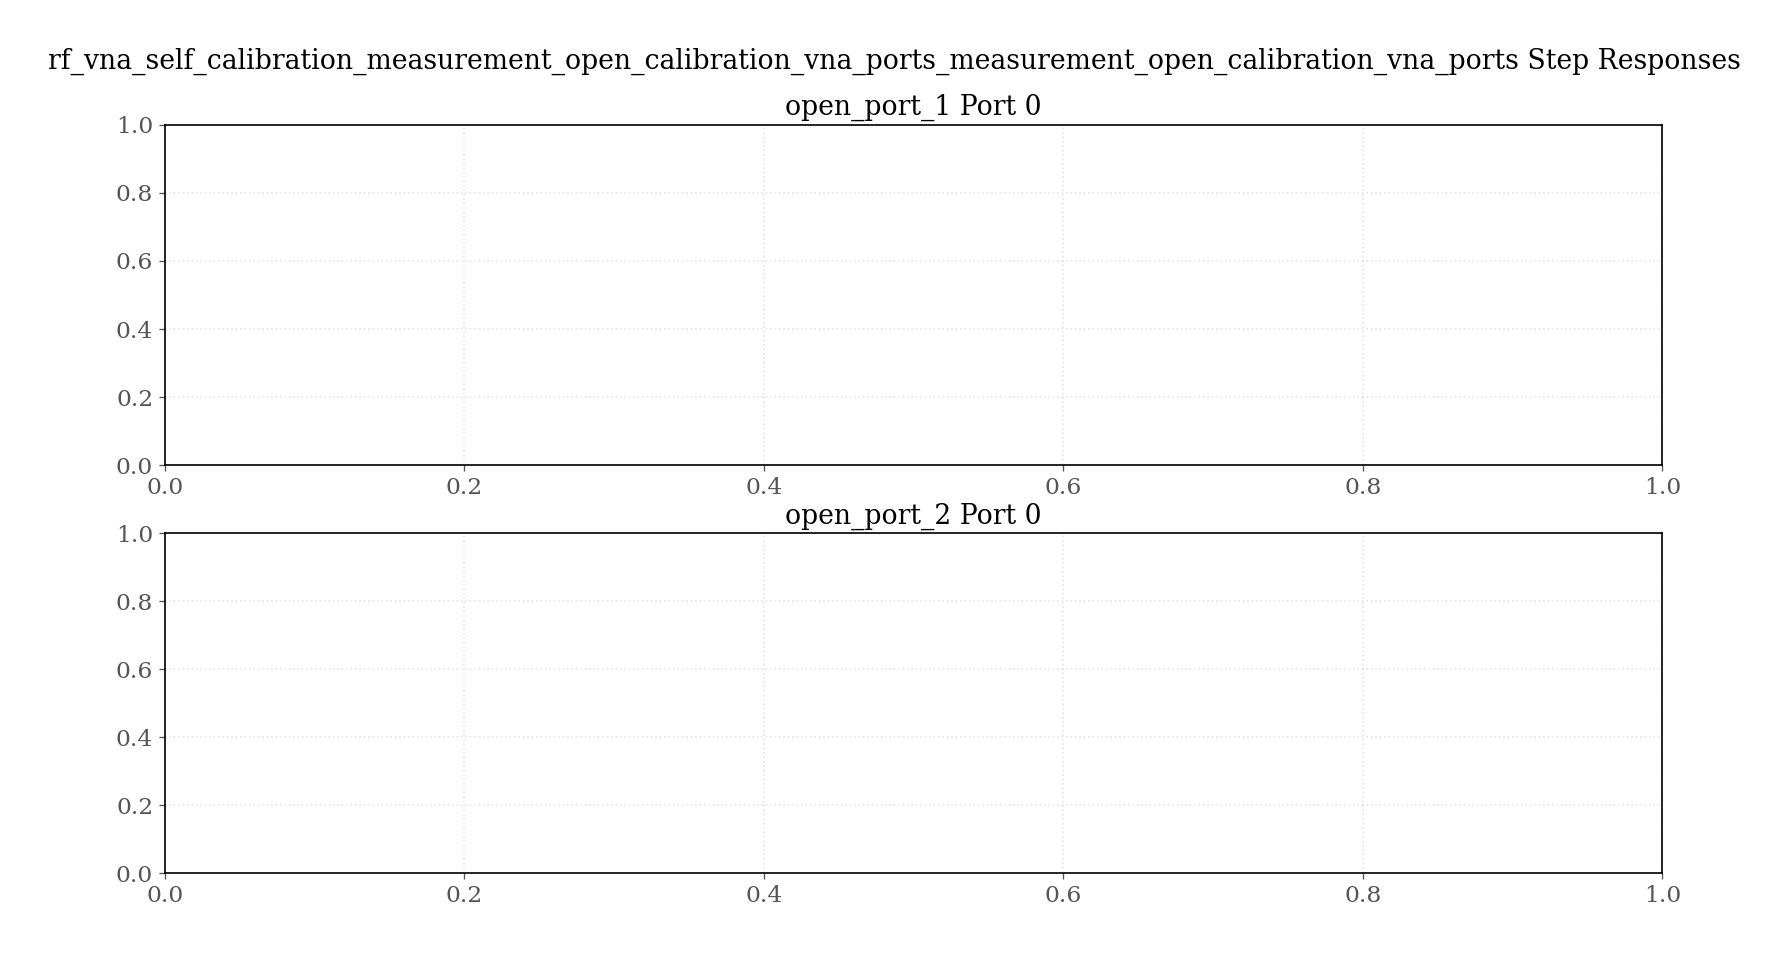 rf_vna_self_calibration_measurement_open_calibration_vna_ports_measurement_open_calibration_vna_ports Step Responses
open_port_1 Port 0
1.0
0.8
0.6
0.4
0.2
0.0
0.0 0.2 0.4 0.6 0.8 1.0
open_port_2 Port 0
1.0
0.8
0.6
0.4
0.2
0.0
0.0 0.2 0.4 0.6 0.8 1.0